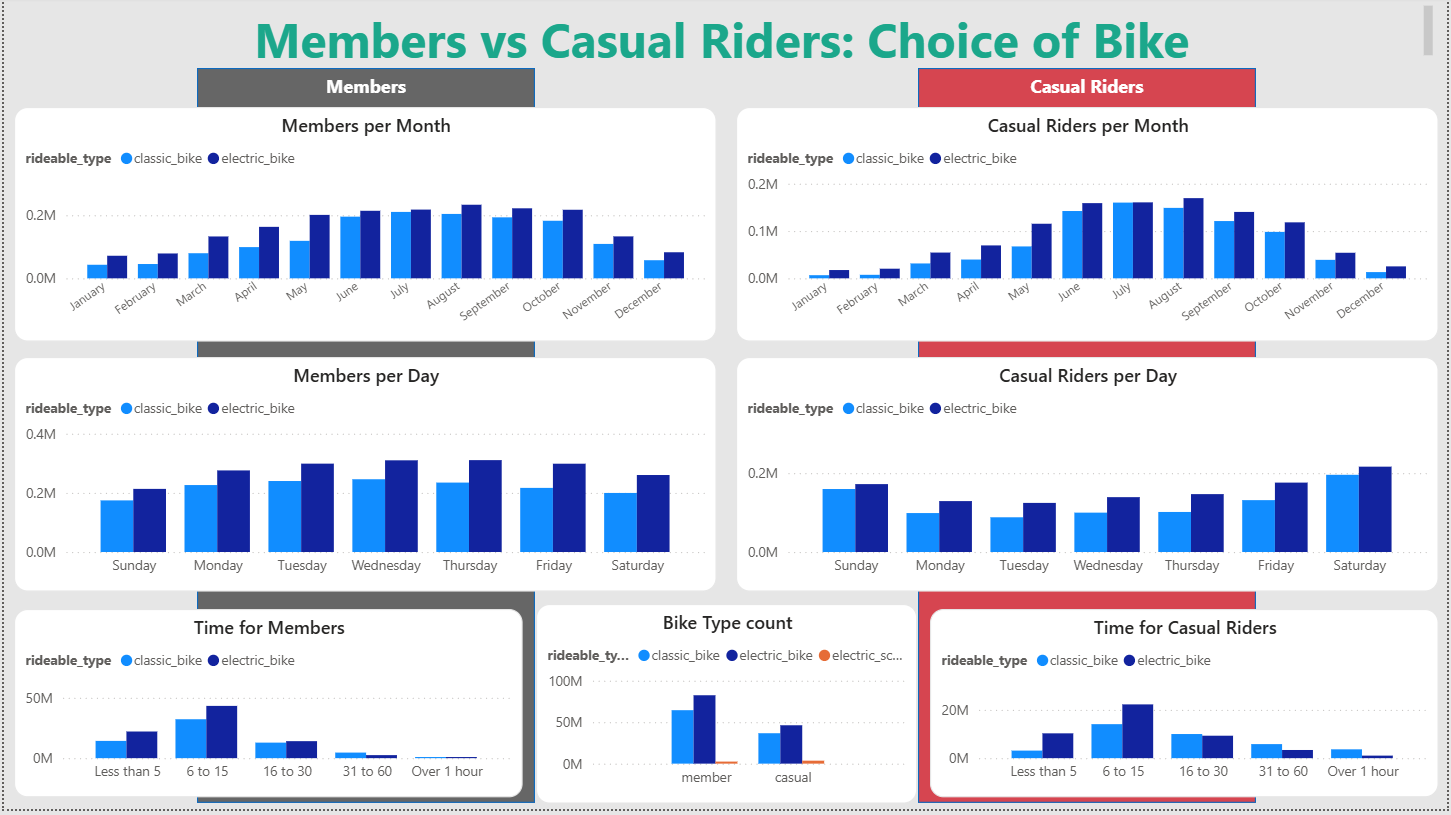 Members vs Casual Riders: Choice of Bike
Members
Casual Riders
Members per Month
rideable_type classic_bike electric_bike
0.2M
0.0M
January February March April May June July August September October November December
Casual Riders per Month
rideable_type classic_bike electric_bike
0.2M
0.1M
0.0M
January February March April May June July August September October November December
Members per Day
rideable_type classic_bike electric_bike
0.4M
0.2M
0.0M
Sunday Monday Tuesday Wednesday Thursday Friday Saturday
Casual Riders per Day
rideable_type classic_bike electric_bike
0.2M
0.0M
Sunday Monday Tuesday Wednesday Thursday Friday Saturday
Time for Members
rideable_type classic_bike electric_bike
50M
0M
Less than 5 6 to 15 16 to 30 31 to 60 Over 1 hour
Bike Type count
rideable_ty... classic_bike electric_bike electric_sc...
100M
50M
0M
member casual
Time for Casual Riders
rideable_type classic_bike electric_bike
20M
0M
Less than 5 6 to 15 16 to 30 31 to 60 Over 1 hour